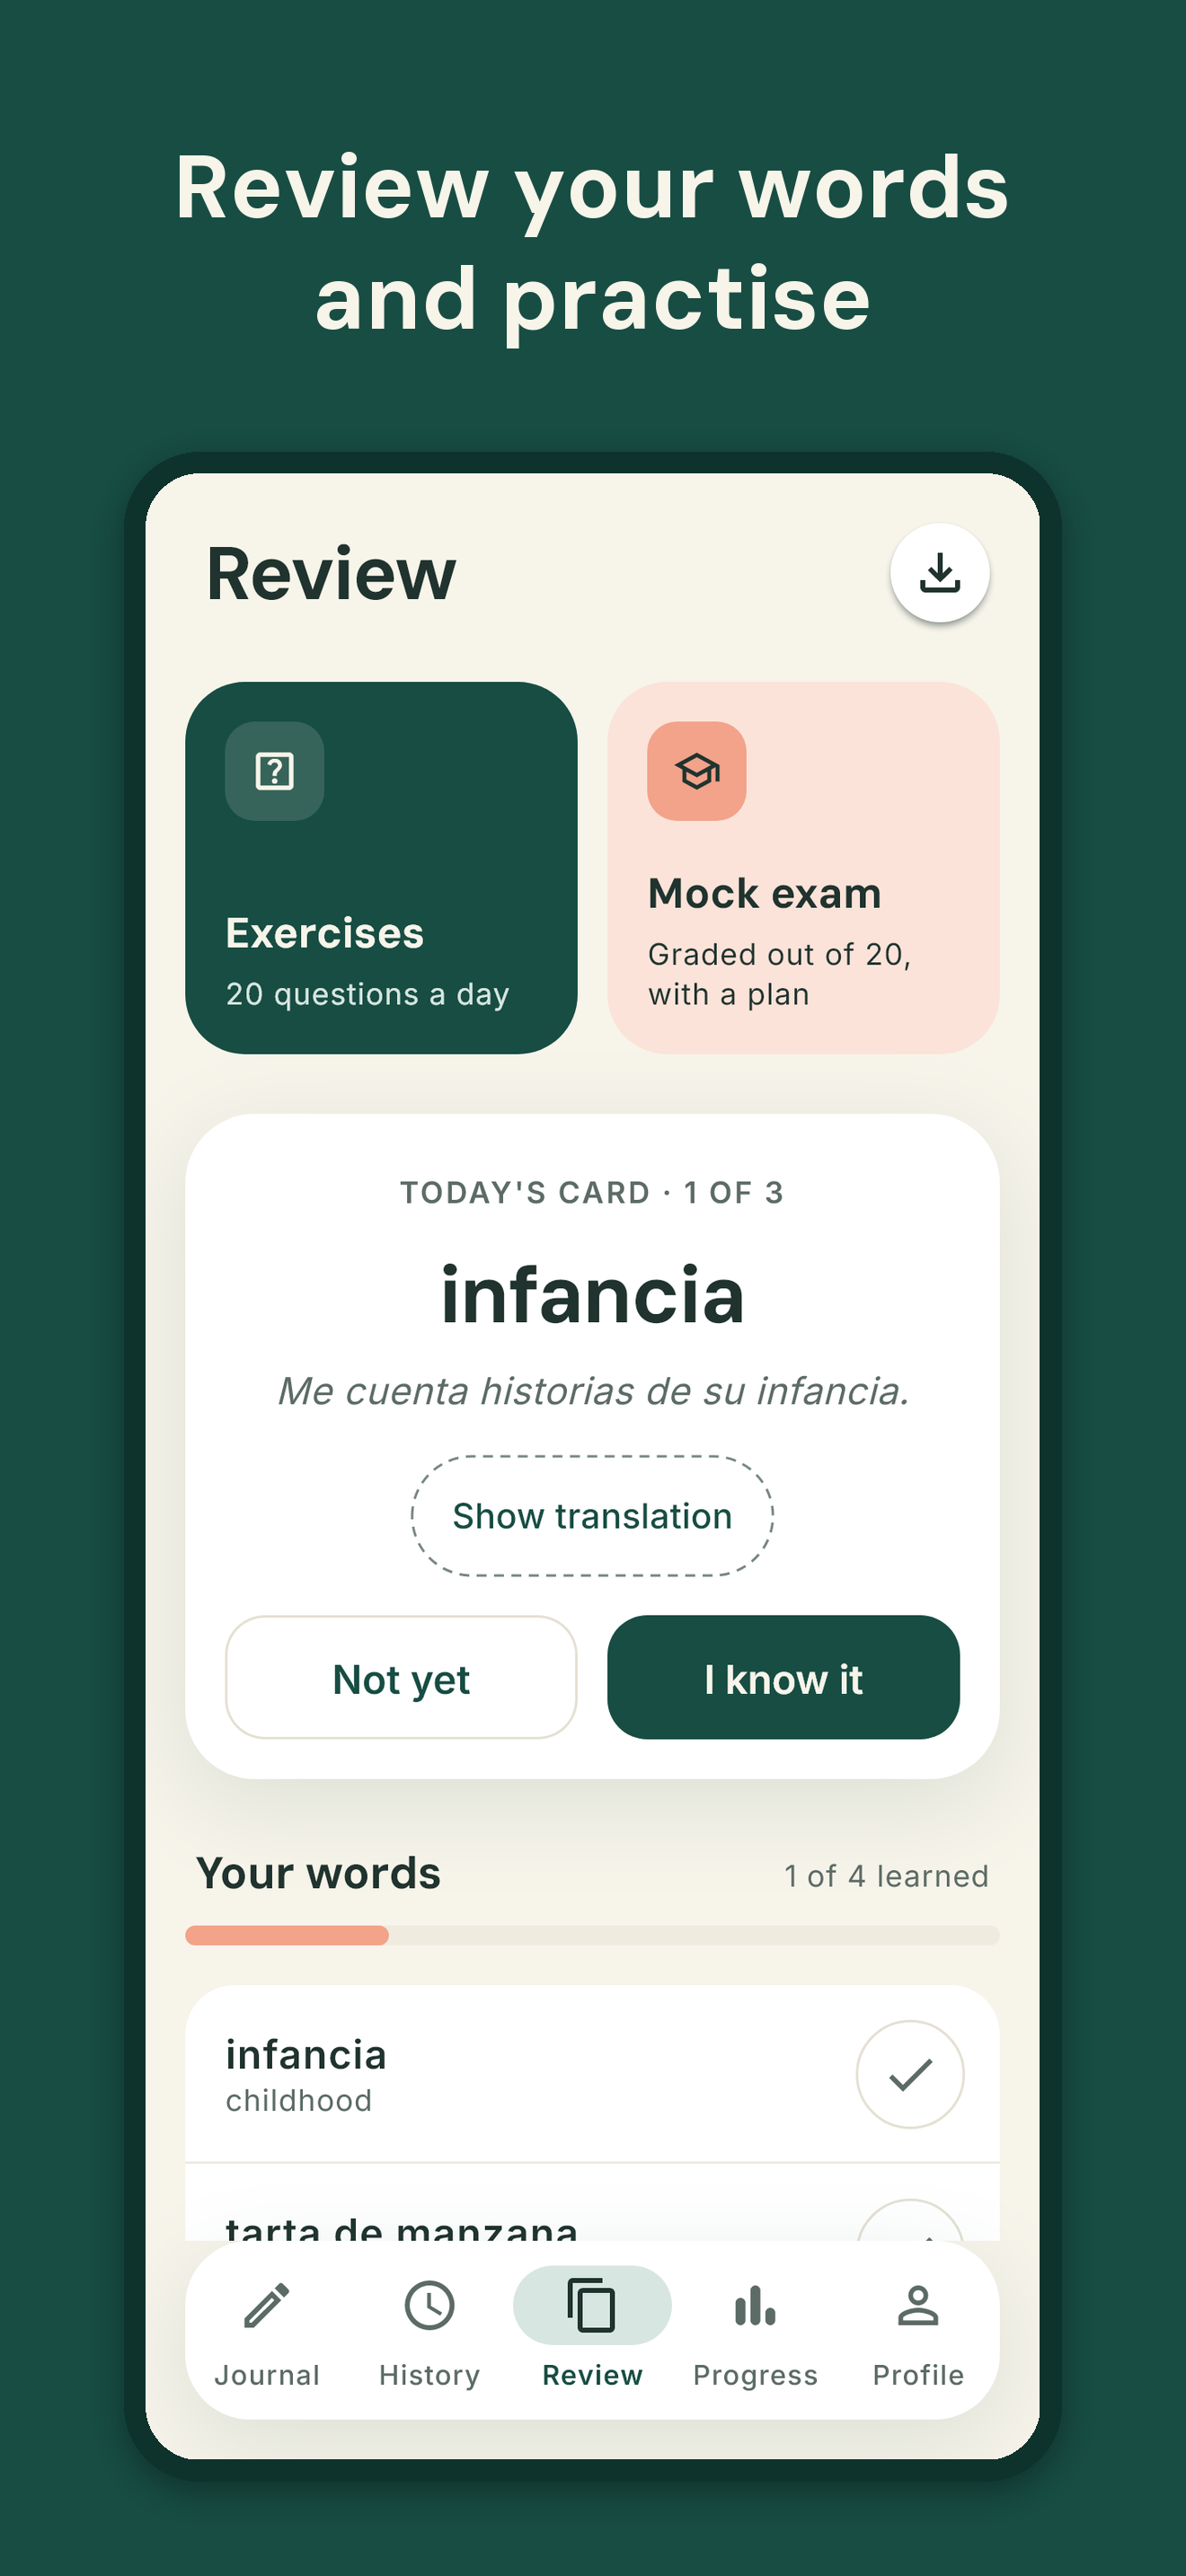 Review your words
and practise
Review
Exercises
20 questions a day
Mock exam
Graded out of 20,
with a plan
TODAY'S CARD · 1 OF 3
infancia
Me cuenta historias de su infancia.
Show translation
Not yet
I know it
Your words
1 of 4 learned
infancia
childhood
tarta de manzana
Journal
History
Review
Progress
Profile